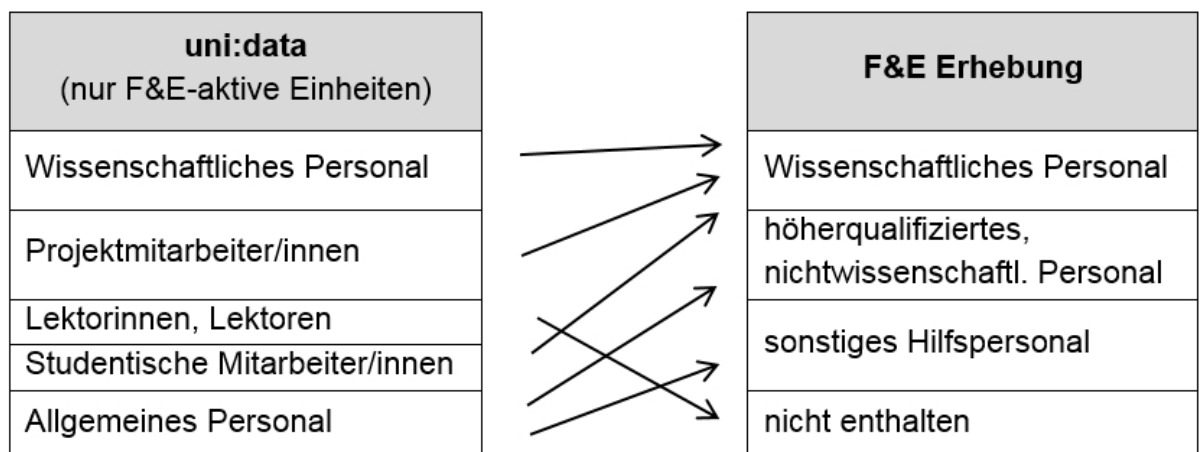 uni:data
(nur F&E-aktive Einheiten)
Wissenschaftliches Personal
Projektmitarbeiter/innen
Lektorinnen, Lektoren
Studentische Mitarbeiter/innen
Allgemeines Personal
F&E Erhebung
Wissenschaftliches Personal
höherqualifiziertes,
nichtwissenschaftl. Personal
sonstiges Hilfspersonal
nicht enthalten